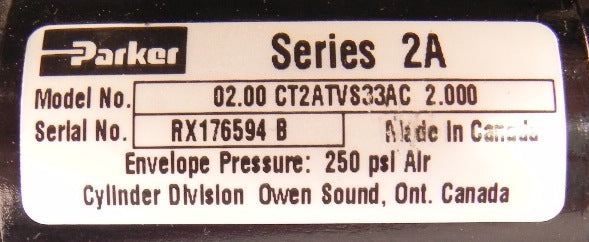 Parker Series 2A
Model No. 02.00 CT2ATVS33AC 2.000
Serial No. RX176594 B Made In Canada
Envelope Pressure: 250 psi Air
Cylinder Division Owen Sound, Ont. Canada